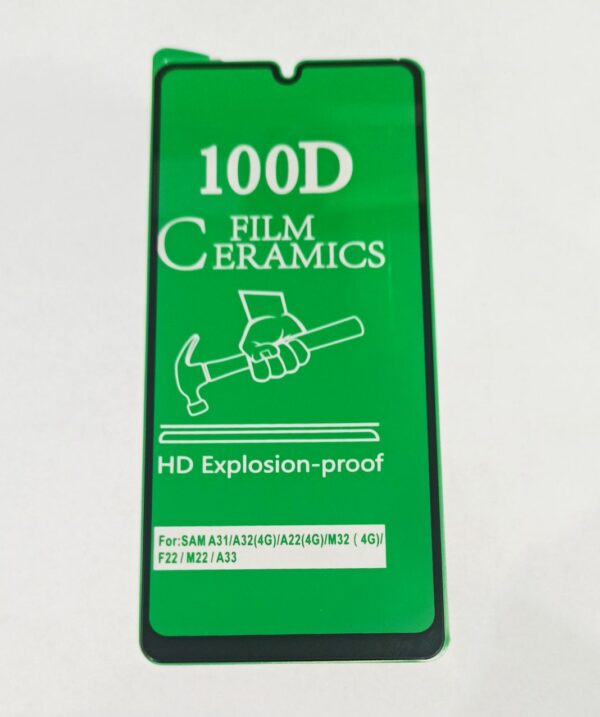 100D
FILM
CERAMICS
HD Explosion-proof
For:SAM A31/A32(4G)/A22(4G)/M32 ( 4G)/
F22 / M22 / A33